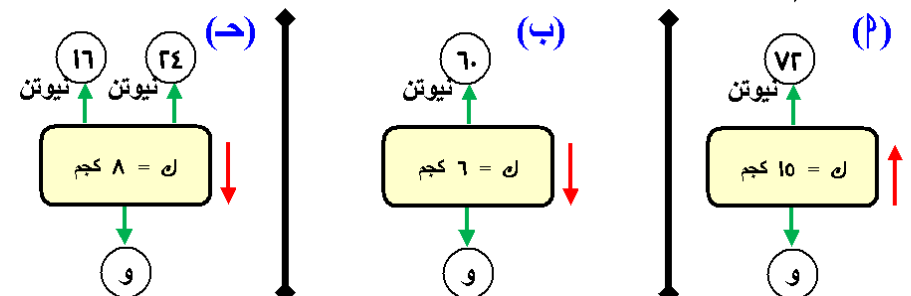 (أ)
٧٢
نيوتن
ك = ١٥ كجم
و
(ب)
٦٠
نيوتن
ك = ٦ كجم
و
(حـ)
٢٤ ١٦
نيوتن نيوتن
ك = ٨ كجم
و